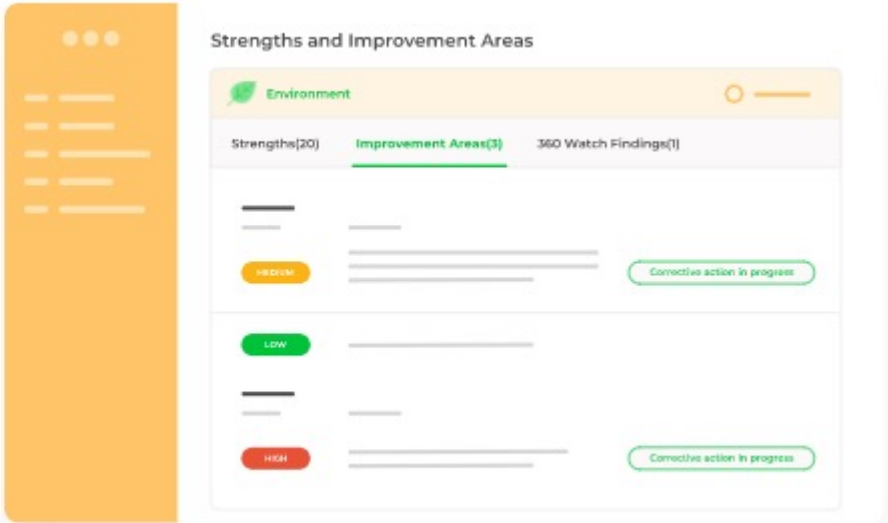 Strengths and Improvement Areas
Environment
Strengths(20) Improvement Areas(3) 360 Watch Findings(1)
MEDIUM Corrective action in progress
LOW
HIGH Corrective action in progress